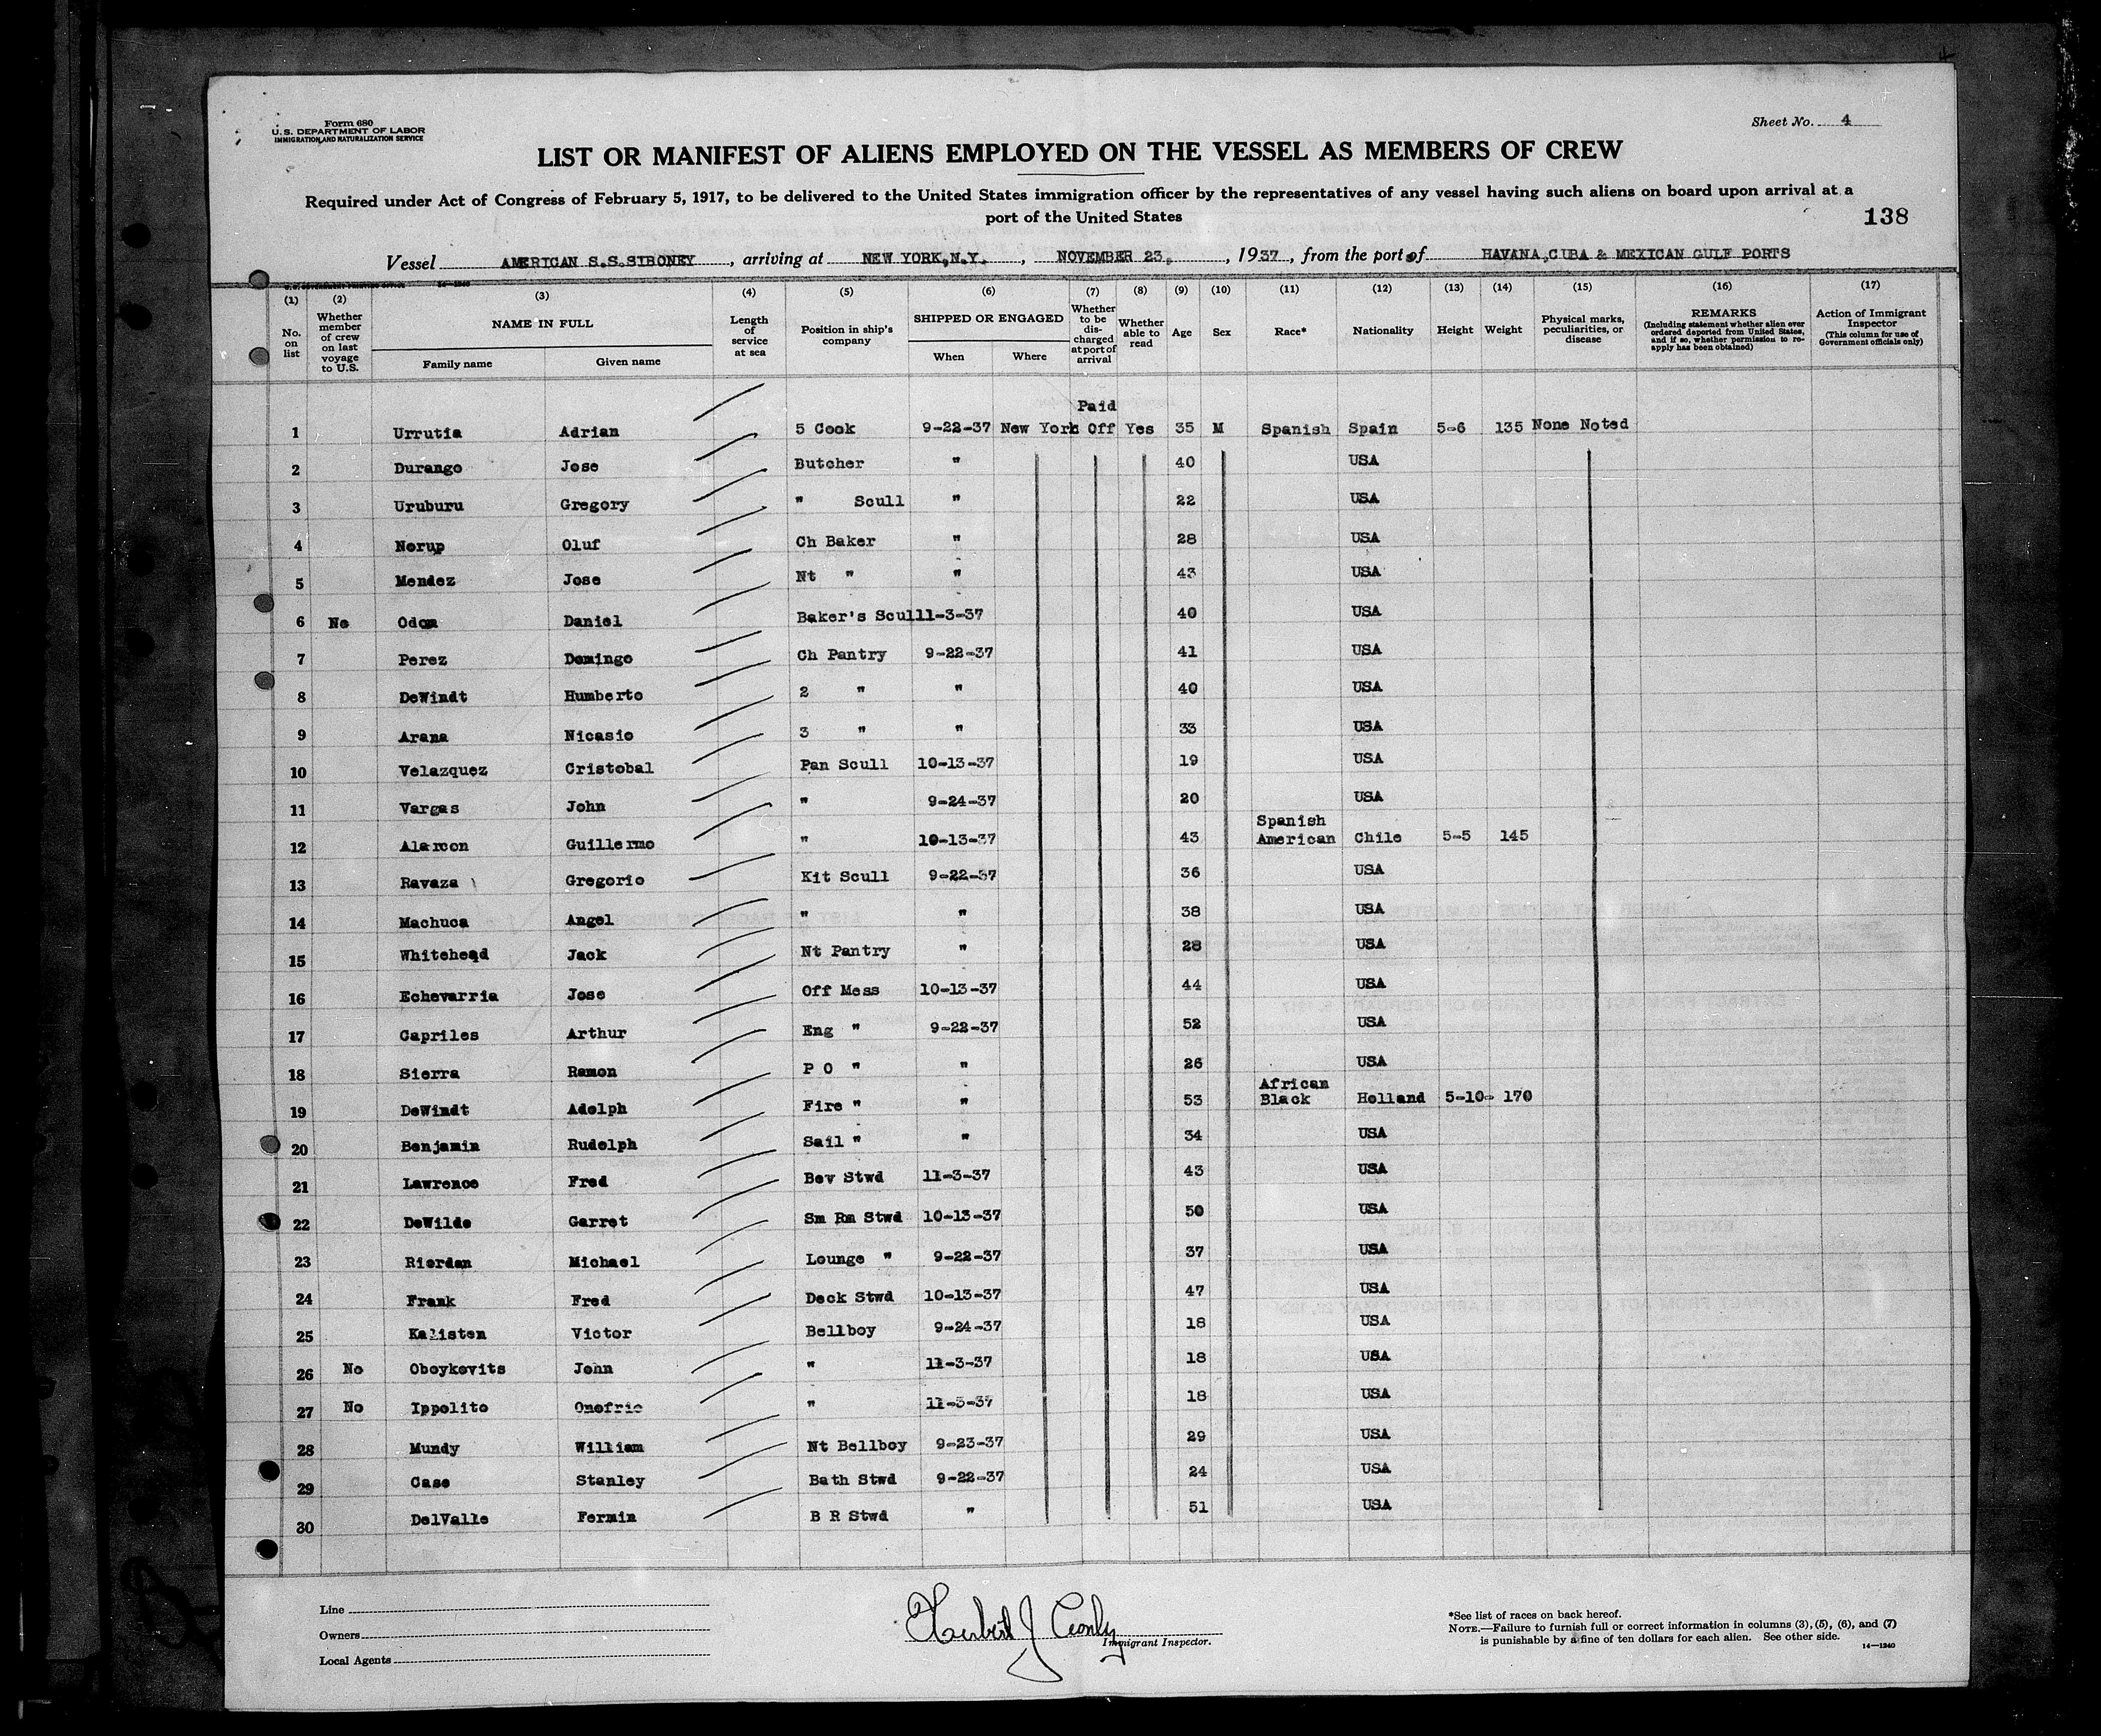 Form 680
U. S. DEPARTMENT OF LABOR
IMMIGRATION AND NATURALIZATION SERVICE
Sheet No. 4
LIST OR MANIFEST OF ALIENS EMPLOYED ON THE VESSEL AS MEMBERS OF CREW
Required under Act of Congress of February 5, 1917, to be delivered to the United States immigration officer by the representatives of any vessel having such aliens on board upon arrival at a
port of the United States
138
Vessel AMERICAN S.S.SIBONEY, arriving at NEW YORK,N.Y., NOVEMBER 23, 1937, from the port of HAVANA,CUBA & MEXICAN GULF PORTS
(1) (2) (3) (4) (5) (6) (7) (8) (9) (10) (11) (12) (13) (14) (15) (16) (17)
No. on list
Whether member of crew on last voyage to U.S.
NAME IN FULL
Family name
Given name
Length of service at sea
Position in ship's company
SHIPPED OR ENGAGED
When
Where
Whether to be discharged at port of arrival
Whether able to read
Age
Sex
Race*
Nationality
Height
Weight
Physical marks, peculiarities, or disease
REMARKS
(Including statement whether alien ever ordered deported from United States, and if so, whether permission to reapply has been obtained)
Action of Immigrant Inspector
(This column for use of Government officials only)
Paid
1 Urrutia Adrian 5 Cook 9-22-37 New York Off Yes 35 M Spanish Spain 5-6 135 None Noted
2 Durango Jose Butcher " 40 USA
3 Uruburu Gregory " Scull " 22 USA
4 Norup Oluf Ch Baker " 28 USA
5 Mendez Jose Nt " " 43 USA
6 No Odom Daniel Baker's Scull1-3-37 40 USA
7 Perez Domingo Ch Pantry 9-22-37 41 USA
8 DeWindt Humberto 2 " " 40 USA
9 Arana Nicasio 3 " " 33 USA
10 Velazquez Cristobal Pan Scull 10-13-37 19 USA
11 Vargas John " 9-24-37 20 USA
Spanish
12 Alarcon Guillermo " 10-13-37 43 American Chile 5-5 145
13 Ravaza Gregorio Kit Scull 9-22-37 36 USA
14 Machuca Angel " " 38 USA
15 Whitehead Jack Nt Pantry " 28 USA
16 Echevarria Jose Off Mess 10-13-37 44 USA
17 Capriles Arthur Eng " 9-22-37 52 USA
18 Sierra Ramon P O " " 26 USA
African
19 DeWindt Adolph Fire " " 53 Black Holland 5-10- 170
20 Benjamin Rudolph Sail " " 34 USA
21 Lawrence Fred Bev Stwd 11-3-37 43 USA
22 DeWilde Garret Sm Rm Stwd 10-13-37 50 USA
23 Riordan Michael Lounge " 9-22-37 37 USA
24 Frank Fred Deck Stwd 10-13-37 47 USA
25 Kalisten Victor Bellboy 9-24-37 18 USA
26 No Oboykovits John " 11-3-37 18 USA
27 No Ippolito Onofrio " 11-3-37 18 USA
28 Mundy William Nt Bellboy 9-23-37 29 USA
29 Case Stanley Bath Stwd 9-22-37 24 USA
30 DelValle Fermin B R Stwd " 51 USA
Line
Owners
Local Agents
Herbert J
Immigrant Inspector.
*See list of races on back hereof.
NOTE.—Failure to furnish full or correct information in columns (3), (5), (6), and (7)
is punishable by a fine of ten dollars for each alien. See other side.
14—1240